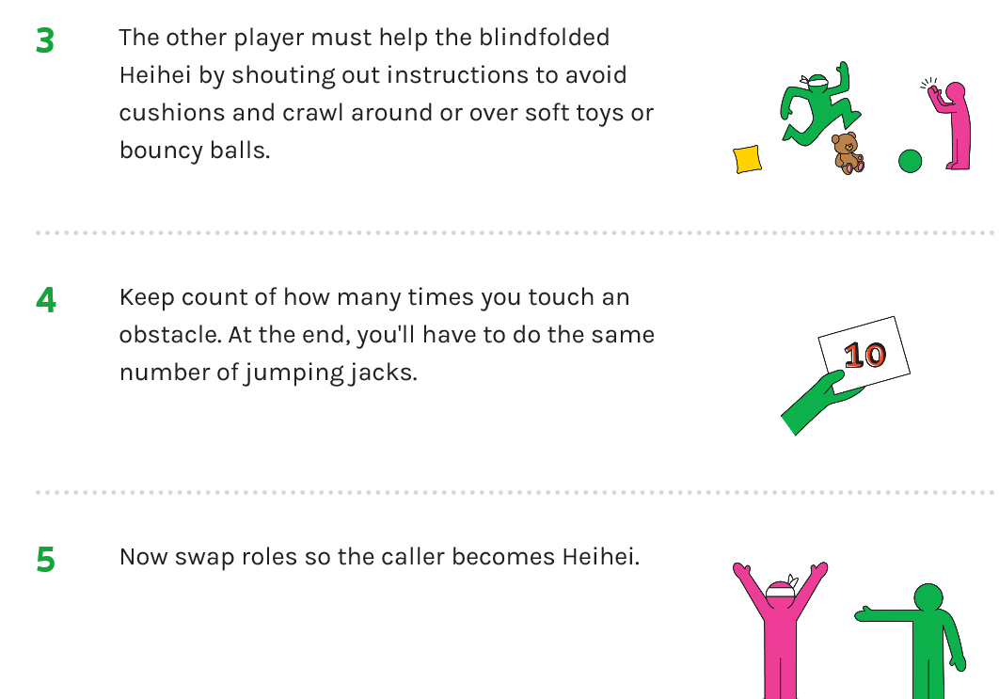 3
The other player must help the blindfolded
Heihei by shouting out instructions to avoid
cushions and crawl around or over soft toys or
bouncy balls.
4
Keep count of how many times you touch an
obstacle. At the end, you'll have to do the same
number of jumping jacks.
10
5
Now swap roles so the caller becomes Heihei.